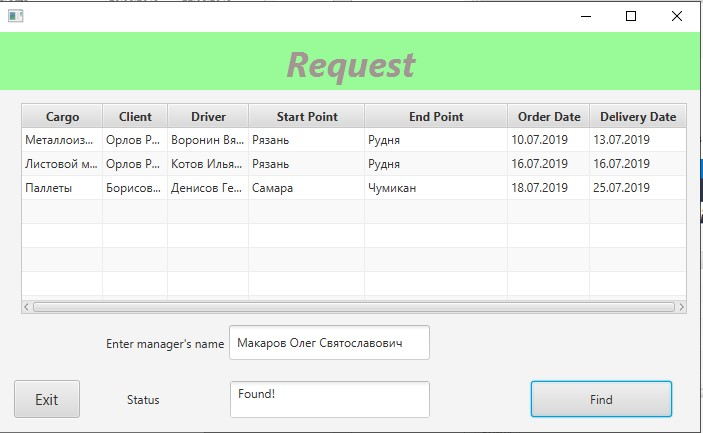 Request
Cargo Client Driver Start Point End Point Order Date Delivery Date
Металлоиз... Орлов Р... Воронин Вя... Рязань Рудня 10.07.2019 13.07.2019
Листовой м... Орлов Р... Котов Илья... Рязань Рудня 16.07.2019 16.07.2019
Паллеты Борисов... Денисов Ге... Самара Чумикан 18.07.2019 25.07.2019
Enter manager's name Макаров Олег Святославович
Exit Status Found! Find